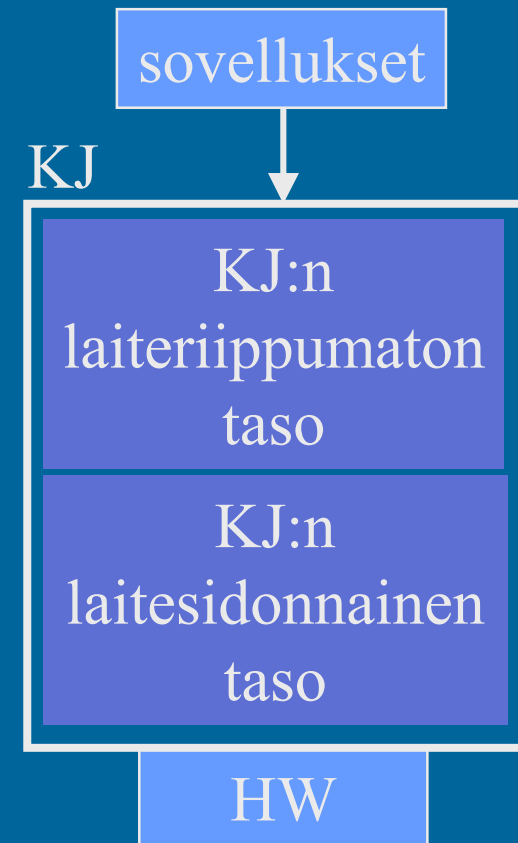 sovellukset
KJ
KJ:n
laiteriippumaton
taso
KJ:n
laitesidonnainen
taso
HW